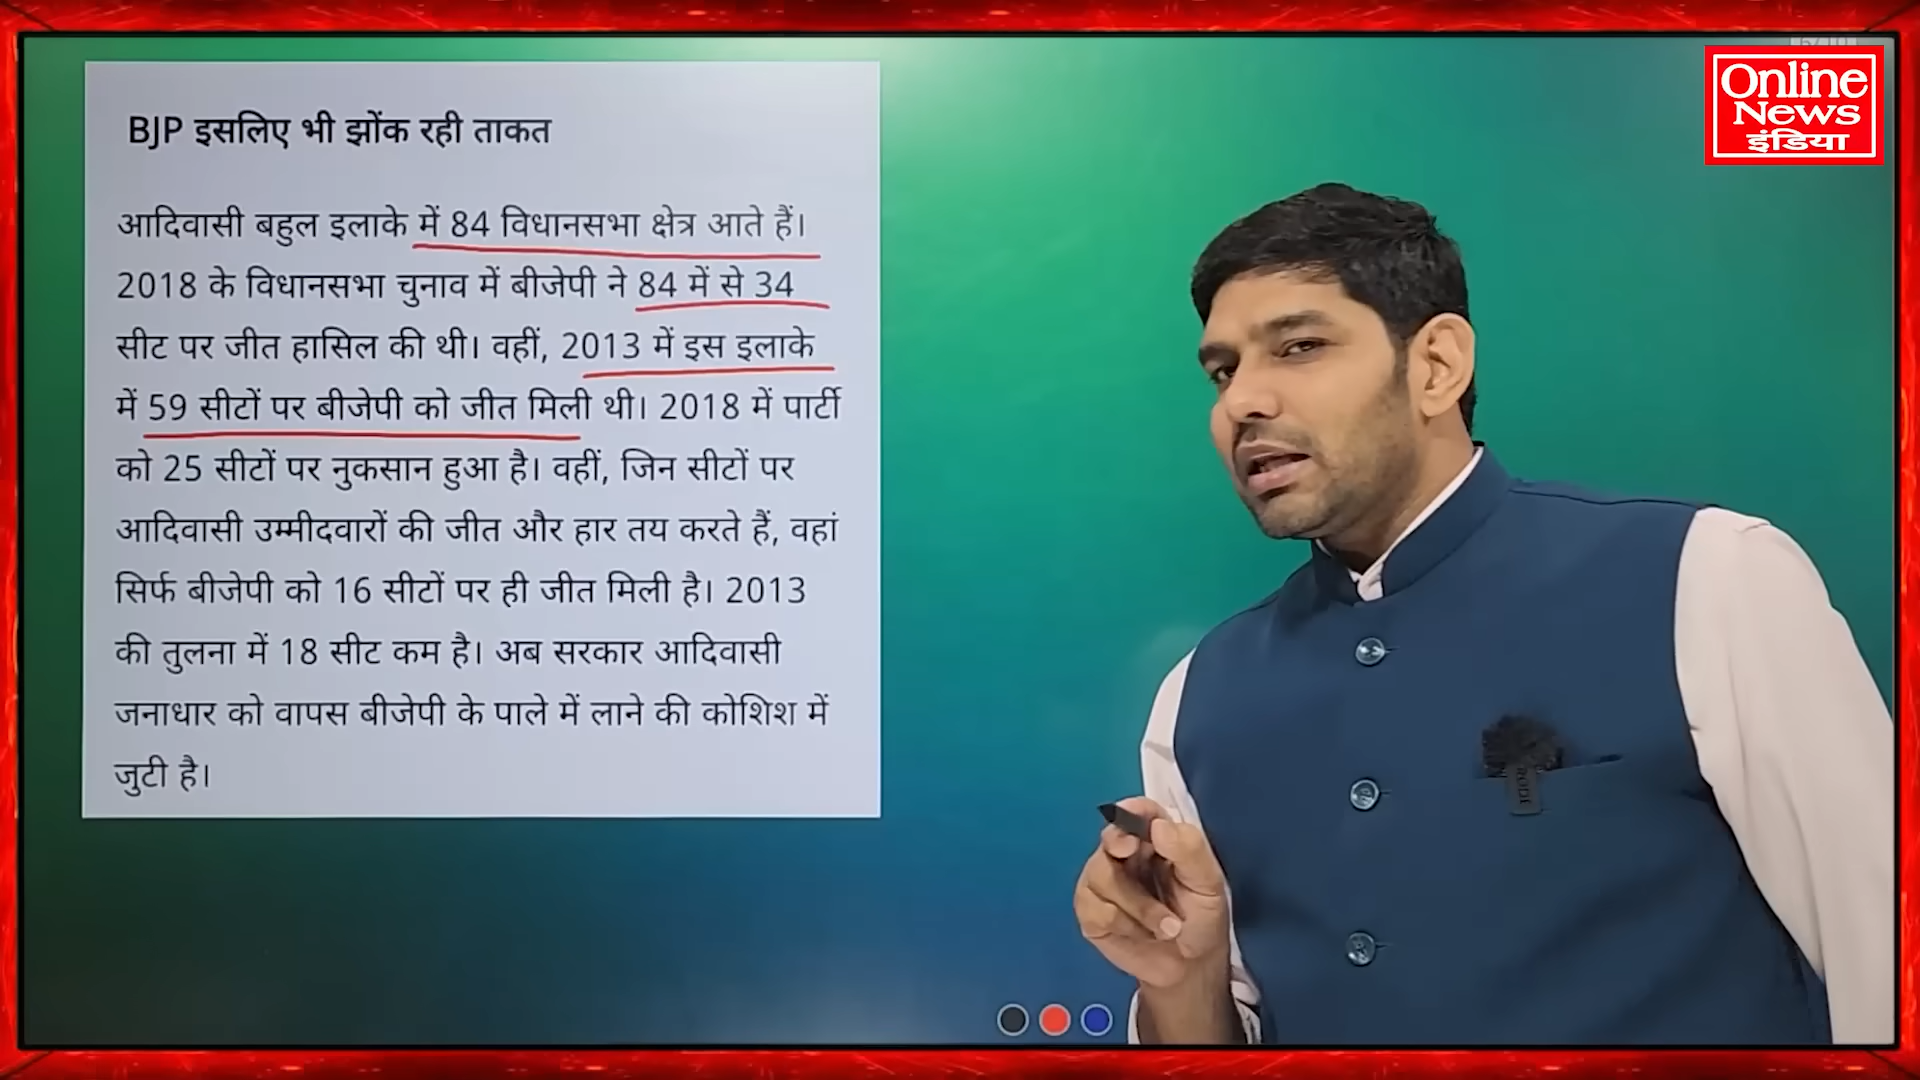 BJP इसलिए भी झोंक रही ताकत
आदिवासी बहुल इलाके में 84 विधानसभा क्षेत्र आते हैं।
2018 के विधानसभा चुनाव में बीजेपी ने 84 में से 34
सीट पर जीत हासिल की थी। वहीं, 2013 में इस इलाके
में 59 सीटों पर बीजेपी को जीत मिली थी। 2018 में पार्टी
को 25 सीटों पर नुकसान हुआ है। वहीं, जिन सीटों पर
आदिवासी उम्मीदवारों की जीत और हार तय करते हैं, वहां
सिर्फ बीजेपी को 16 सीटों पर ही जीत मिली है। 2013
की तुलना में 18 सीट कम है। अब सरकार आदिवासी
जनाधार को वापस बीजेपी के पाले में लाने की कोशिश में
जुटी है।
Online
News
इंडिया